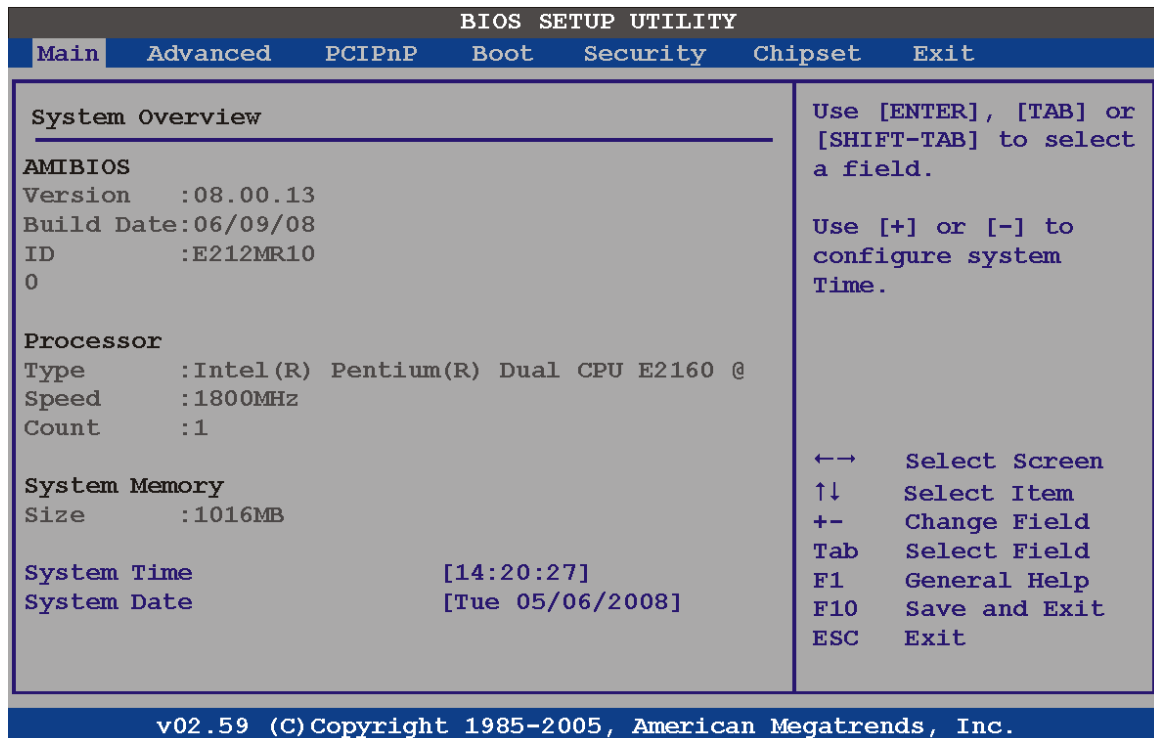 BIOS SETUP UTILITY
Main Advanced PCIPnP Boot Security Chipset Exit
System Overview
AMIBIOS
Version :08.00.13
Build Date:06/09/08
ID :E212MR10
0
Processor
Type :Intel(R) Pentium(R) Dual CPU E2160 @
Speed :1800MHz
Count :1
System Memory
Size :1016MB
System Time [14:20:27]
System Date [Tue 05/06/2008]
Use [ENTER], [TAB] or
[SHIFT-TAB] to select
a field.
Use [+] or [-] to
configure system
Time.
←→ Select Screen
↑↓ Select Item
+- Change Field
Tab Select Field
F1 General Help
F10 Save and Exit
ESC Exit
v02.59 (C)Copyright 1985-2005, American Megatrends, Inc.